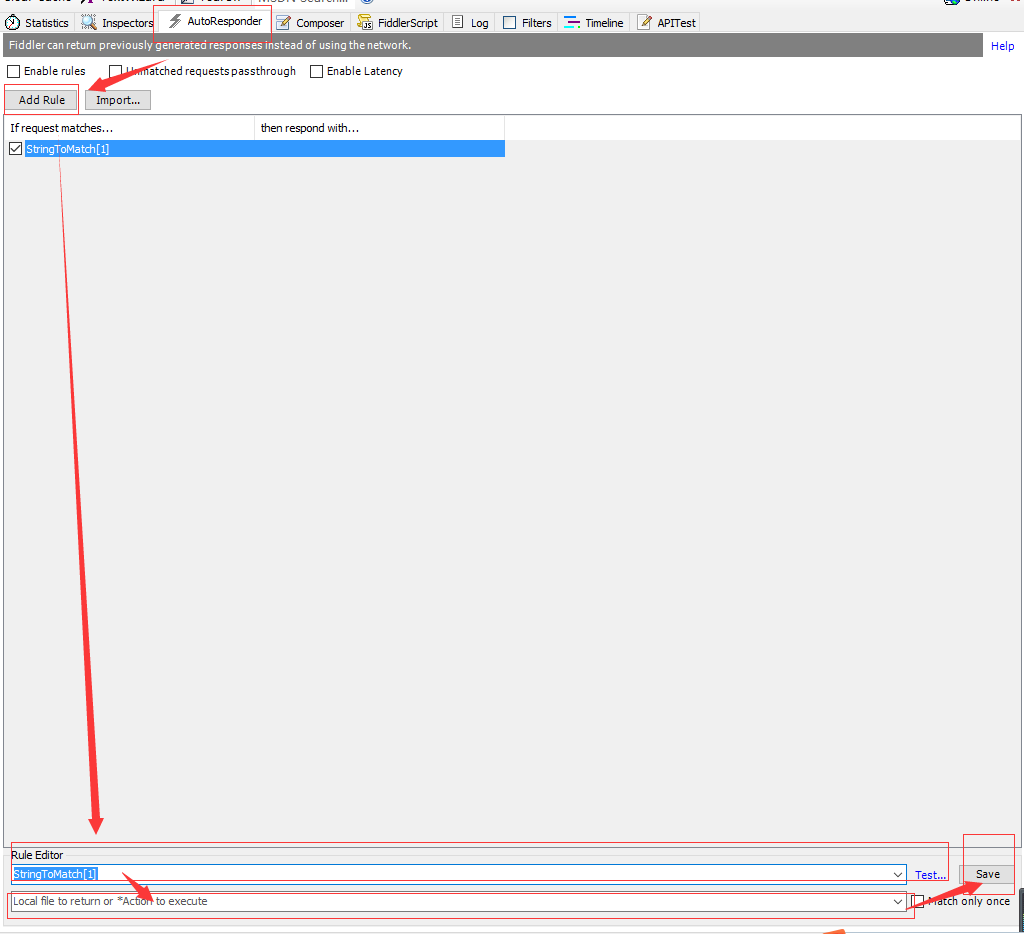 Statistics Inspectors AutoResponder Composer FiddlerScript Log Filters Timeline APITest
Fiddler can return previously generated responses instead of using the network. Help
Enable rules Unmatched requests passthrough Enable Latency
Add Rule Import...
If request matches... then respond with...
StringToMatch[1]
Rule Editor
StringToMatch[1] Test... Save
Local file to return or *Action to execute Match only once